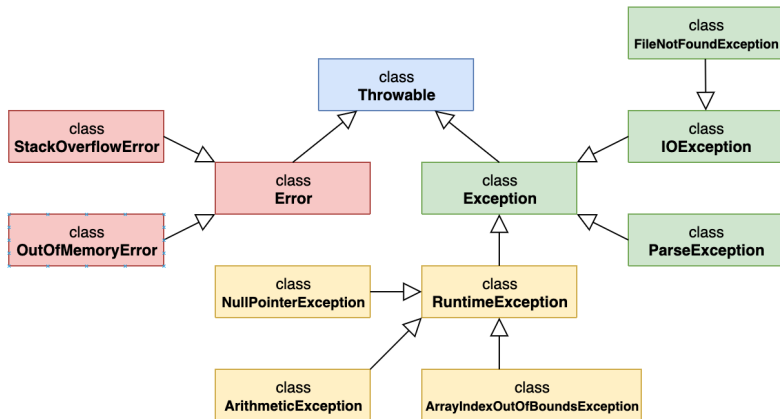 class
FileNotFoundException
class
Throwable
class
StackOverflowError
class
IOException
class
Error
class
Exception
class
OutOfMemoryError
class
ParseException
class
NullPointerException
class
RuntimeException
class
ArithmeticException
class
ArrayIndexOutOfBoundsException